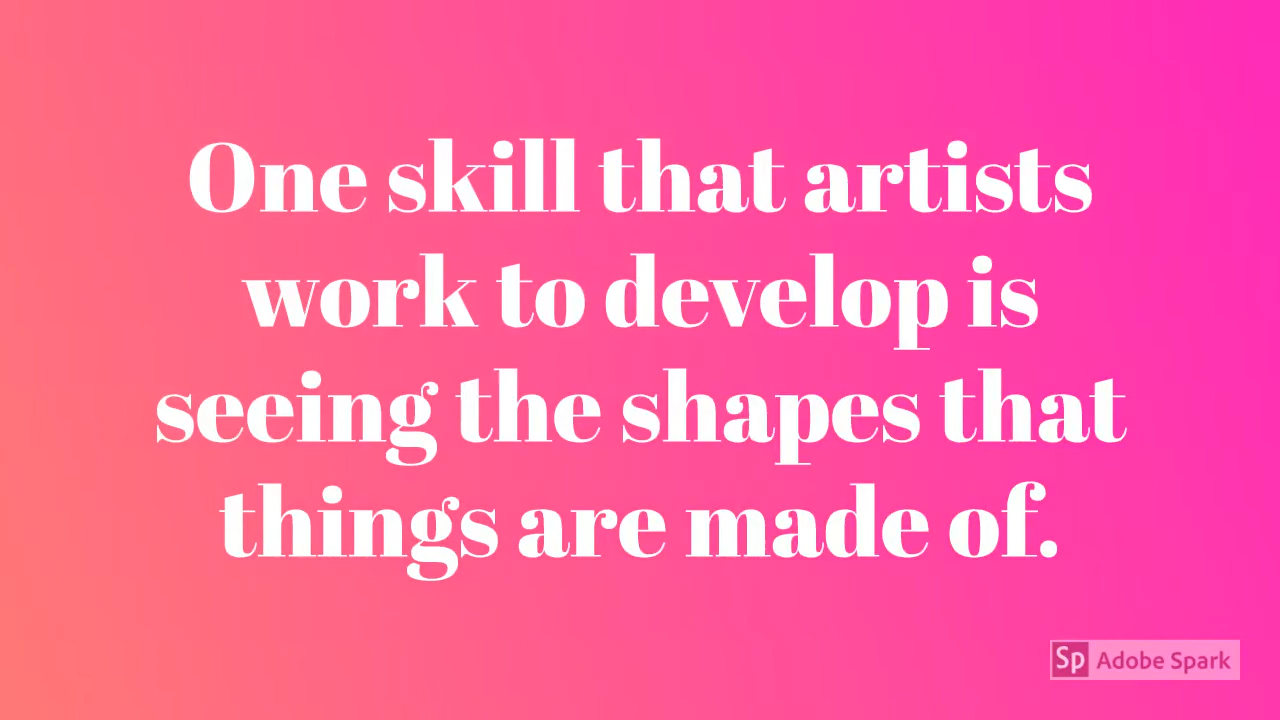 One skill that artists
work to develop is
seeing the shapes that
things are made of.
Sp Adobe Spark